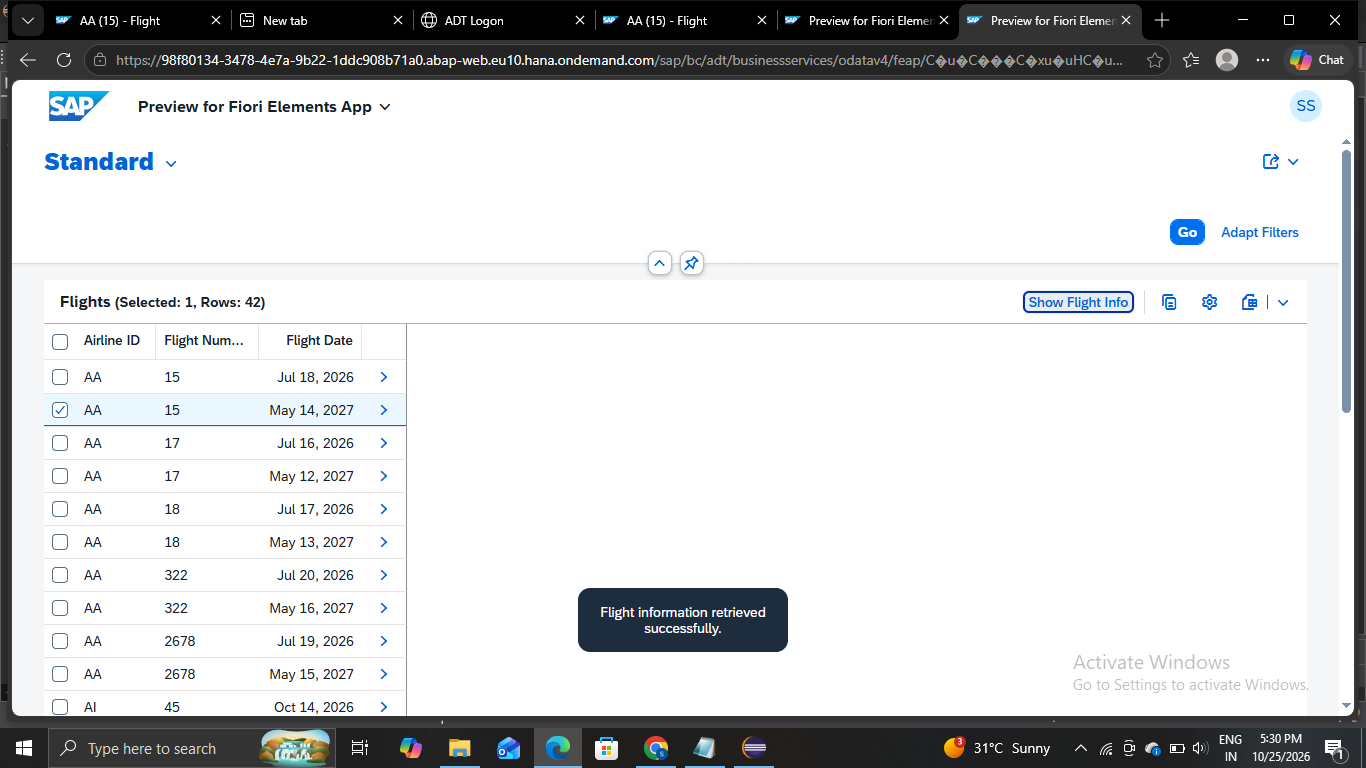 AA (15) - Flight
New tab
ADT Logon
AA (15) - Flight
Preview for Fiori Elemen
Preview for Fiori Elemen
https://98f80134-3478-4e7a-9b22-1ddc908b71a0.abap-web.eu10.hana.ondemand.com/sap/bc/adt/businessservices/odatav4/feap/C�u�C���C�xu�uHC�u...
Chat
SAP Preview for Fiori Elements App
SS
Standard
Go Adapt Filters
Flights (Selected: 1, Rows: 42)
Show Flight Info
Airline ID Flight Num... Flight Date
AA 15 Jul 18, 2026
AA 15 May 14, 2027
AA 17 Jul 16, 2026
AA 17 May 12, 2027
AA 18 Jul 17, 2026
AA 18 May 13, 2027
AA 322 Jul 20, 2026
AA 322 May 16, 2027
AA 2678 Jul 19, 2026
AA 2678 May 15, 2027
AI 45 Oct 14, 2026
Flight information retrieved
successfully.
Activate Windows
Go to Settings to activate Windows.
Type here to search
3
31°C Sunny
ENG
IN
5:30 PM
10/25/2026
1